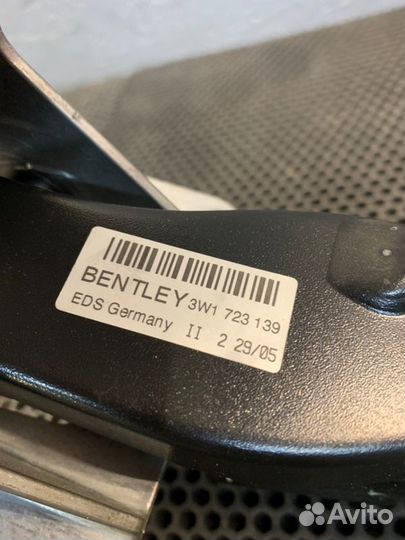 BENTLEY 3W1 723 139
EDS Germany II 2 29/05
Avito